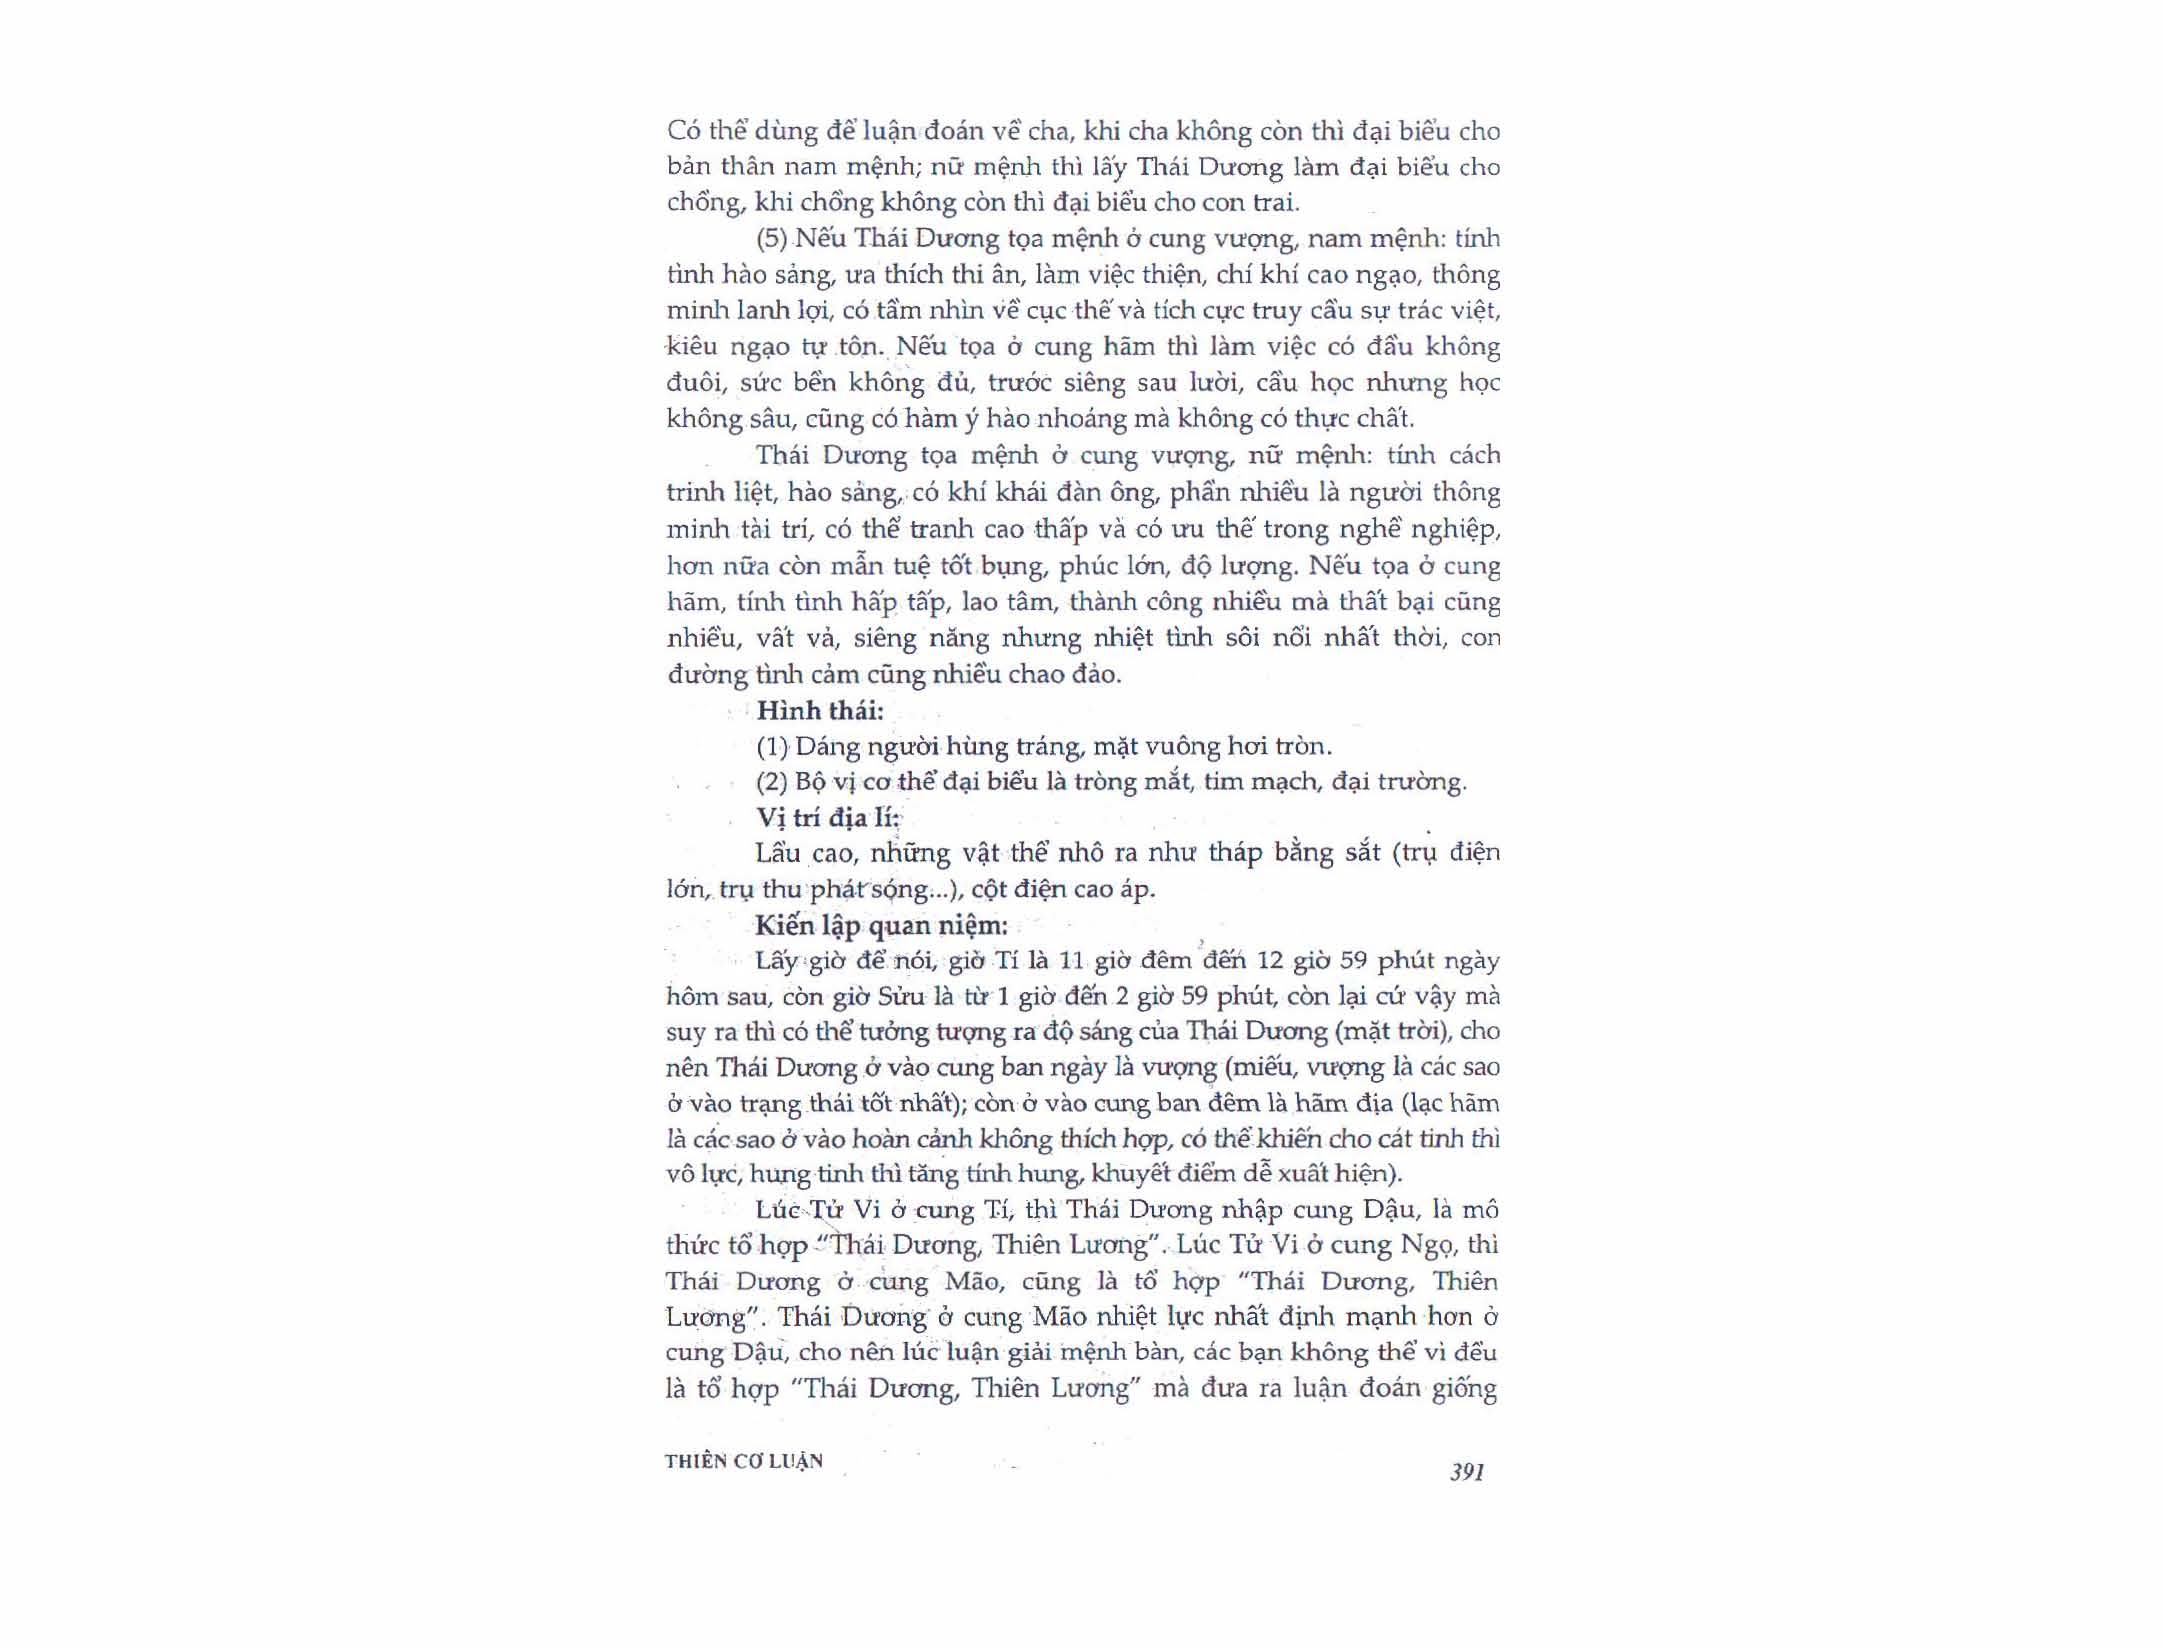 Có thể dùng để luận đoán về cha, khi cha không còn thì đại biểu cho
bản thân nam mệnh; nữ mệnh thì lấy Thái Dương làm đại biểu cho
chồng, khi chồng không còn thì đại biểu cho con trai.
(5) Nếu Thái Dương tọa mệnh ở cung vượng, nam mệnh: tính
tình hào sảng, ưa thích thi ân, làm việc thiện, chí khí cao ngạo, thông
minh lanh lợi, có tầm nhìn về cục thế và tích cực truy cầu sự trác việt,
kiêu ngạo tự tôn. Nếu tọa ở cung hãm thì làm việc có đầu không
đuôi, sức bền không đủ, trước siêng sau lười, cầu học nhưng học
không sâu, cũng có hàm ý hào nhoáng mà không có thực chất.
Thái Dương tọa mệnh ở cung vượng, nữ mệnh: tính cách
trinh liệt, hào sảng, có khí khái đàn ông, phần nhiều là người thông
minh tài trí, có thể tranh cao thấp và có ưu thế trong nghề nghiệp,
hơn nữa còn mẫn tuệ tốt bụng, phúc lớn, độ lượng. Nếu tọa ở cung
hãm, tính tình hấp tấp, lao tâm, thành công nhiều mà thất bại cũng
nhiều, vất vả, siêng năng nhưng nhiệt tình sôi nổi nhất thời, con
đường tình cảm cũng nhiều chao đảo.
Hình thái:
(1) Dáng người hùng tráng, mặt vuông hơi tròn.
(2) Bộ vị cơ thể đại biểu là tròng mắt, tim mạch, đại trường.
Vị trí địa lí:
Lầu cao, những vật thể nhô ra như tháp bằng sắt (trụ điện
lớn, trụ thu phát sóng...), cột điện cao áp.
Kiến lập quan niệm:
Lấy giờ để nói, giờ Tí là 11 giờ đêm đến 12 giờ 59 phút ngày
hôm sau, còn giờ Sửu là từ 1 giờ đến 2 giờ 59 phút, còn lại cứ vậy mà
suy ra thì có thể tưởng tượng ra độ sáng của Thái Dương (mặt trời), cho
nên Thái Dương ở vào cung ban ngày là vượng (miếu, vượng là các sao
ở vào trạng thái tốt nhất); còn ở vào cung ban đêm là hãm địa (lạc hãm
là các sao ở vào hoàn cảnh không thích hợp, có thể khiến cho cát tinh thì
vô lực, hung tinh thì tăng tính hung, khuyết điểm dễ xuất hiện).
Lúc Tử Vi ở cung Tí, thì Thái Dương nhập cung Dậu, là mô
thức tổ hợp "Thái Dương, Thiên Lương". Lúc Tử Vi ở cung Ngọ, thì
Thái Dương ở cung Mão, cũng là tổ hợp "Thái Dương, Thiên
Lương". Thái Dương ở cung Mão nhiệt lực nhất định mạnh hơn ở
cung Dậu, cho nên lúc luận giải mệnh bàn, các bạn không thể vì đều
là tổ hợp "Thái Dương, Thiên Lương" mà đưa ra luận đoán giống
THIÊN CƠ LUẬN
391